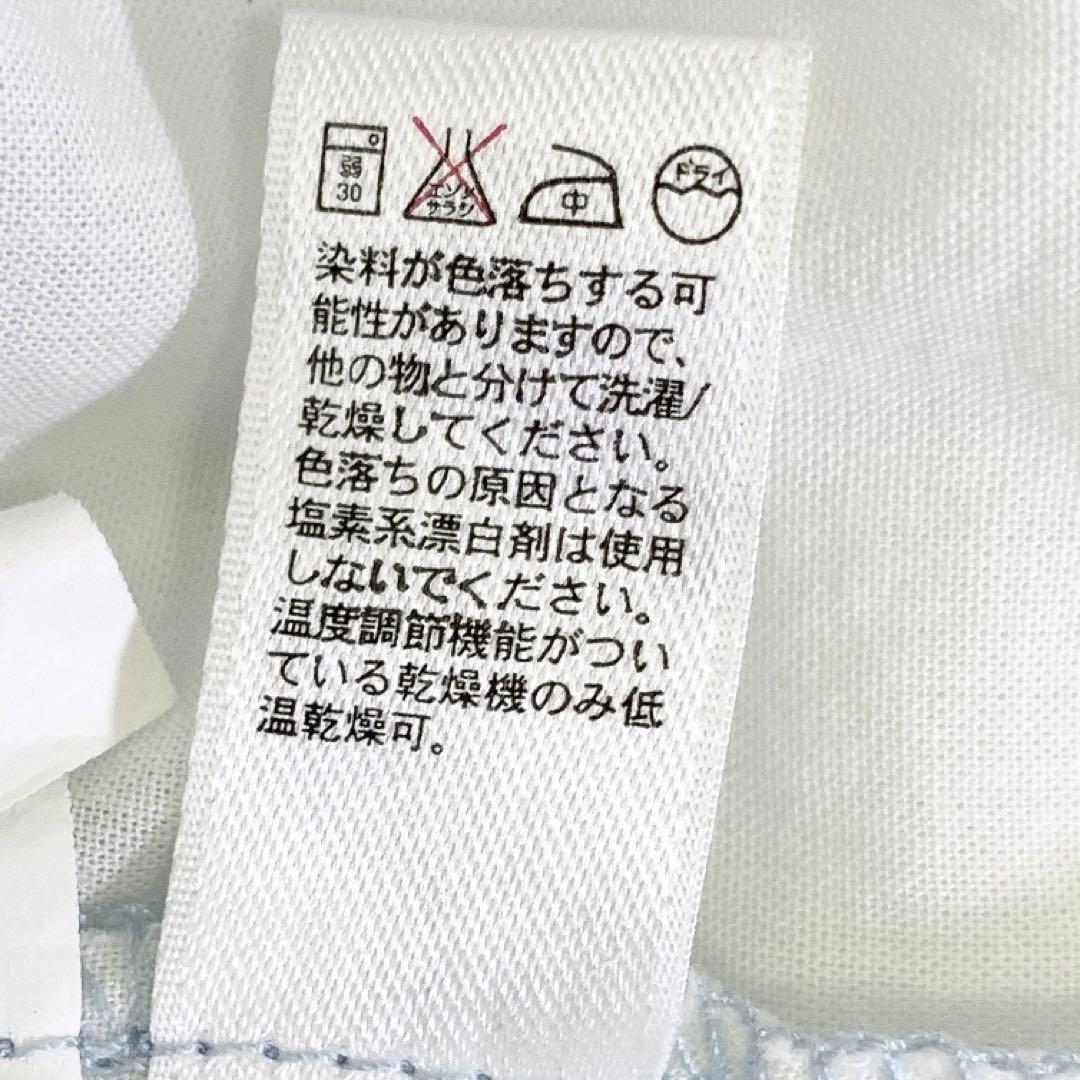 弱 30
エンソ サラシ
中
ドライ
染料が色落ちする可
能性がありますので、
他の物と分けて洗濯/
乾燥してください。
色落ちの原因となる
塩素系漂白剤は使用
しないでください。
温度調節機能がつい
ている乾燥機のみ低
温乾燥可。